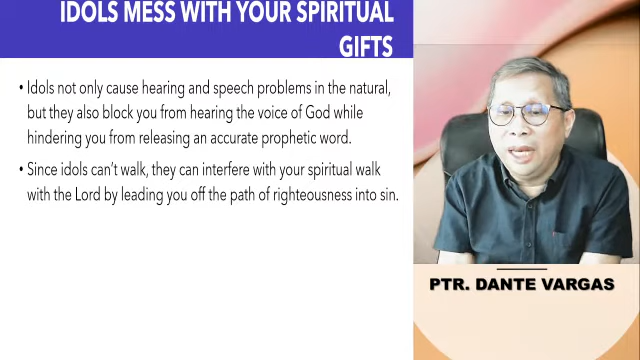 IDOLS MESS WITH YOUR SPIRITUAL
GIFTS
• Idols not only cause hearing and speech problems in the natural,
but they also block you from hearing the voice of God while
hindering you from releasing an accurate prophetic word.
• Since idols can’t walk, they can interfere with your spiritual walk
with the Lord by leading you off the path of righteousness into sin.
PTR. DANTE VARGAS